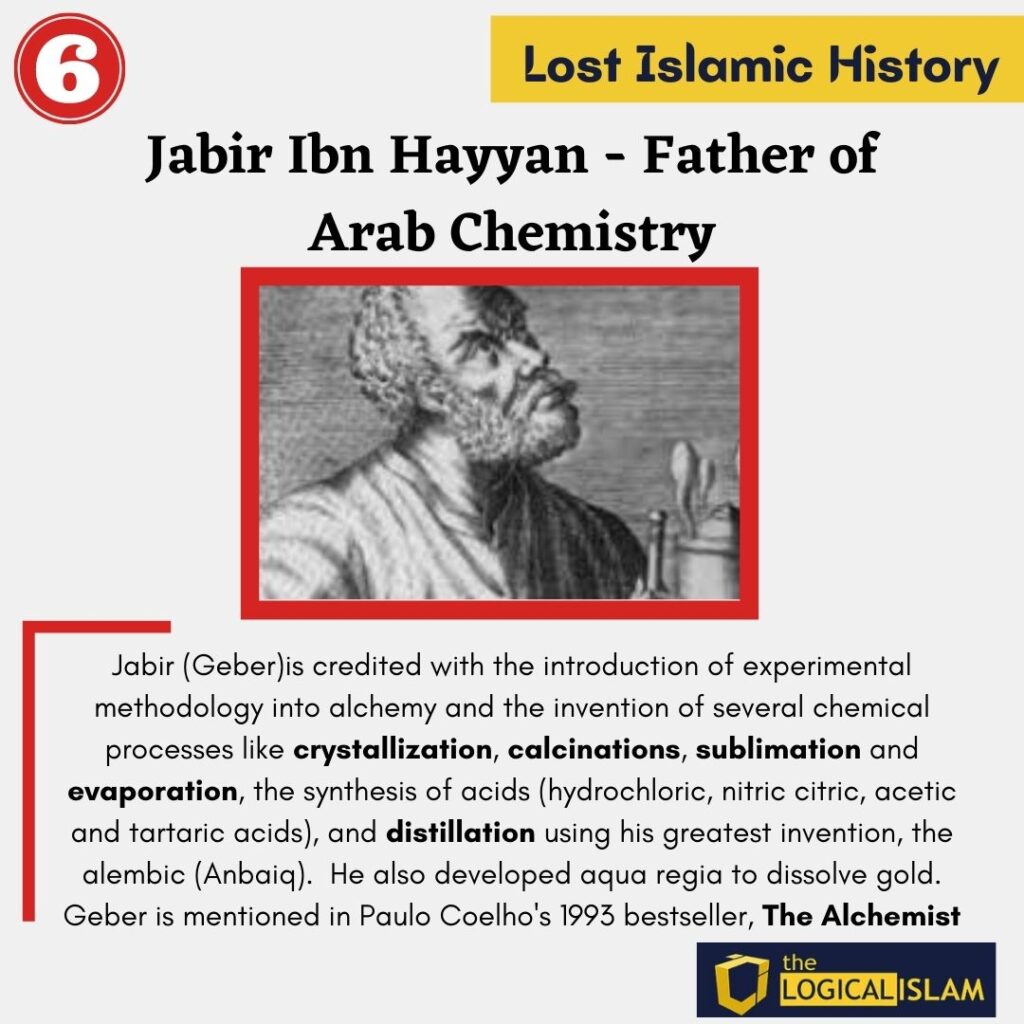 6
Lost Islamic History
Jabir Ibn Hayyan - Father of
Arab Chemistry
Jabir (Geber)is credited with the introduction of experimental
methodology into alchemy and the invention of several chemical
processes like crystallization, calcinations, sublimation and
evaporation, the synthesis of acids (hydrochloric, nitric citric, acetic
and tartaric acids), and distillation using his greatest invention, the
alembic (Anbaiq).  He also developed aqua regia to dissolve gold.
Geber is mentioned in Paulo Coelho's 1993 bestseller, The Alchemist
the
LOGICALISLAM